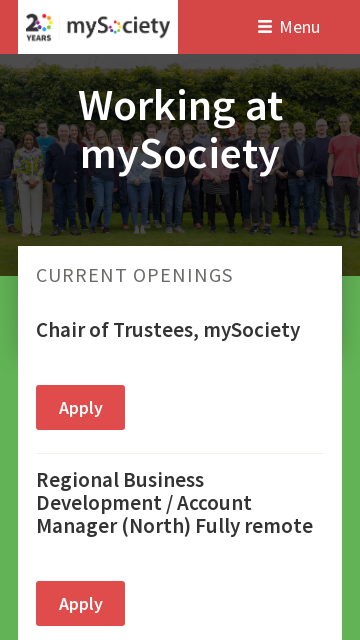 20 YEARS mySociety
Menu
Working at
mySociety
CURRENT OPENINGS
Chair of Trustees, mySociety
Apply
Regional Business
Development / Account
Manager (North) Fully remote
Apply